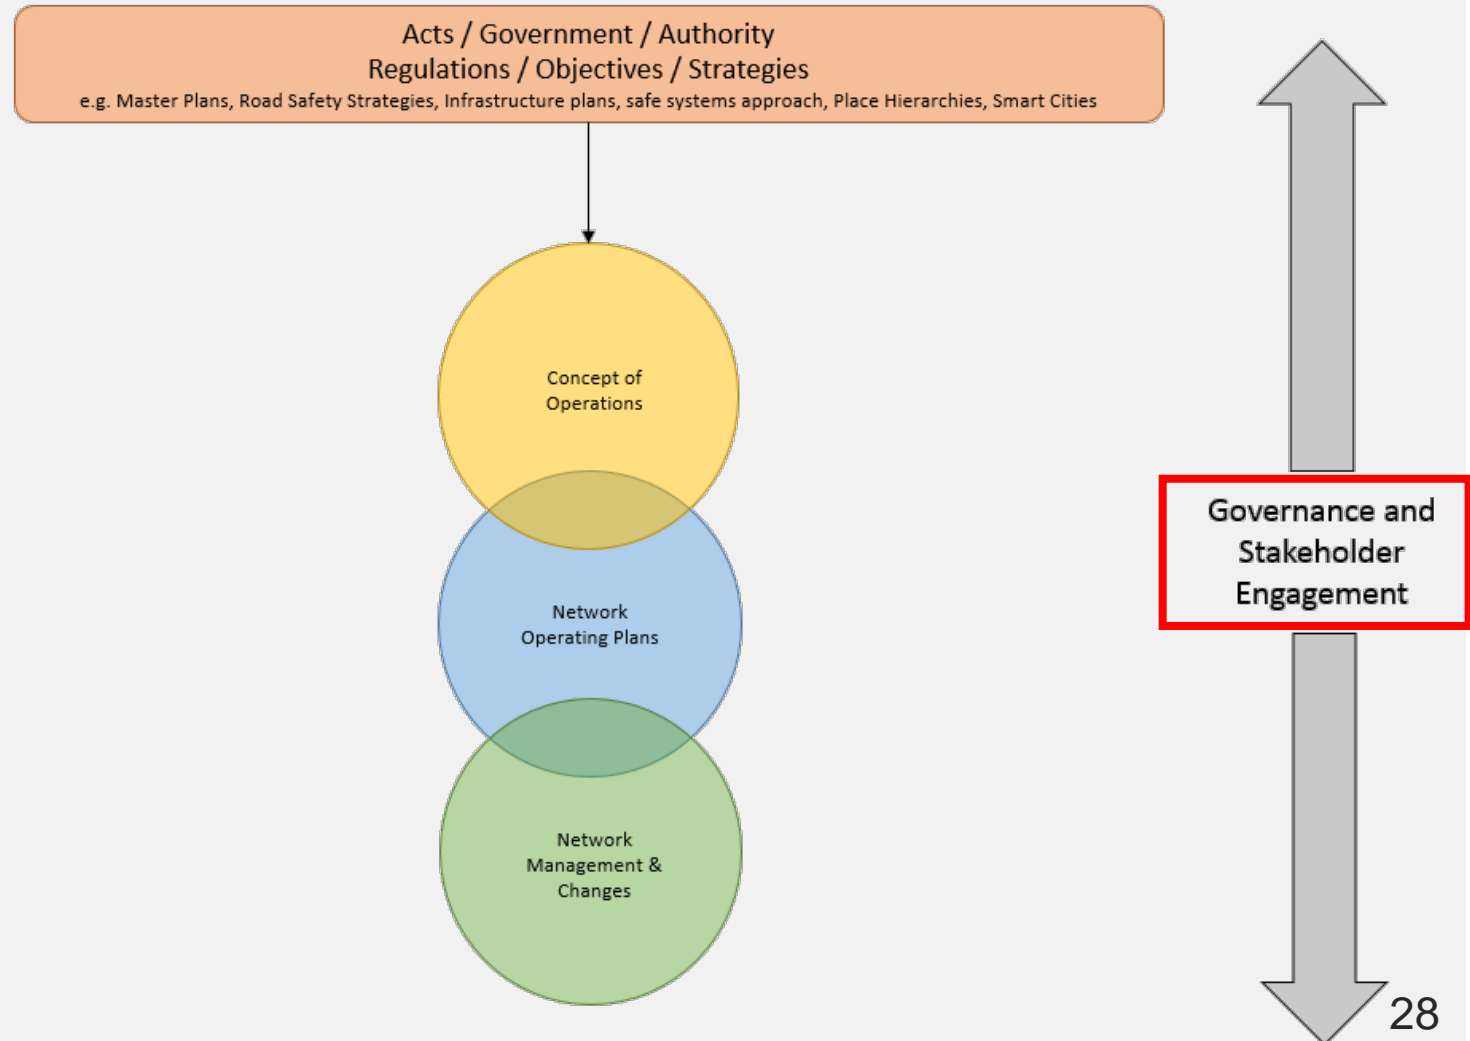 Acts / Government / Authority
Regulations / Objectives / Strategies
e.g. Master Plans, Road Safety Strategies, Infrastructure plans, safe systems approach, Place Hierarchies, Smart Cities
Concept of
Operations
Network
Operating Plans
Network
Management &
Changes
Governance and
Stakeholder
Engagement
28